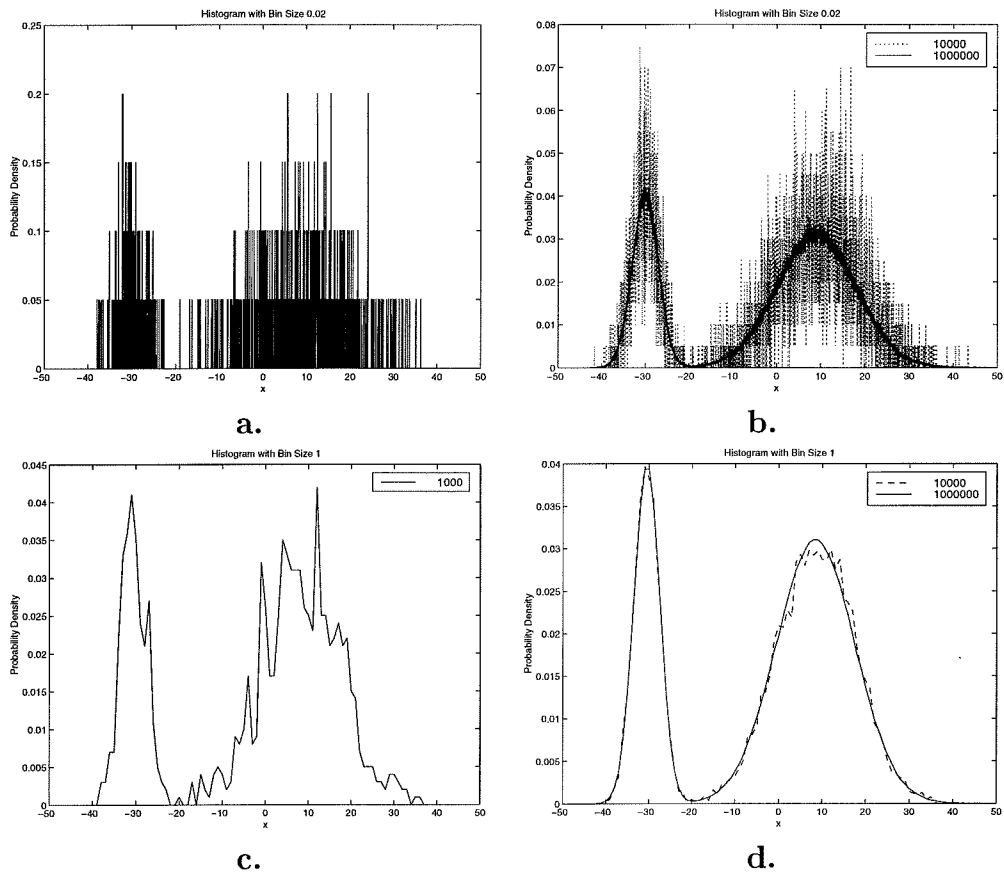 Histogram with Bin Size 0.02
Probability Density
0.25
0.2
0.15
0.1
0.05
0
−50 −40 −30 −20 −10 0 10 20 30 40 50
x
a.
Histogram with Bin Size 0.02
10000
1000000
Probability Density
0.08
0.07
0.06
0.05
0.04
0.03
0.02
0.01
0
−50 −40 −30 −20 −10 0 10 20 30 40 50
x
b.
Histogram with Bin Size 1
1000
Probability Density
0.045
0.04
0.035
0.03
0.025
0.02
0.015
0.01
0.005
0
−50 −40 −30 −20 −10 0 10 20 30 40 50
x
c.
Histogram with Bin Size 1
10000
1000000
Probability Density
0.04
0.035
0.03
0.025
0.02
0.015
0.01
0.005
0
−50 −40 −30 −20 −10 0 10 20 30 40 50
x
d.